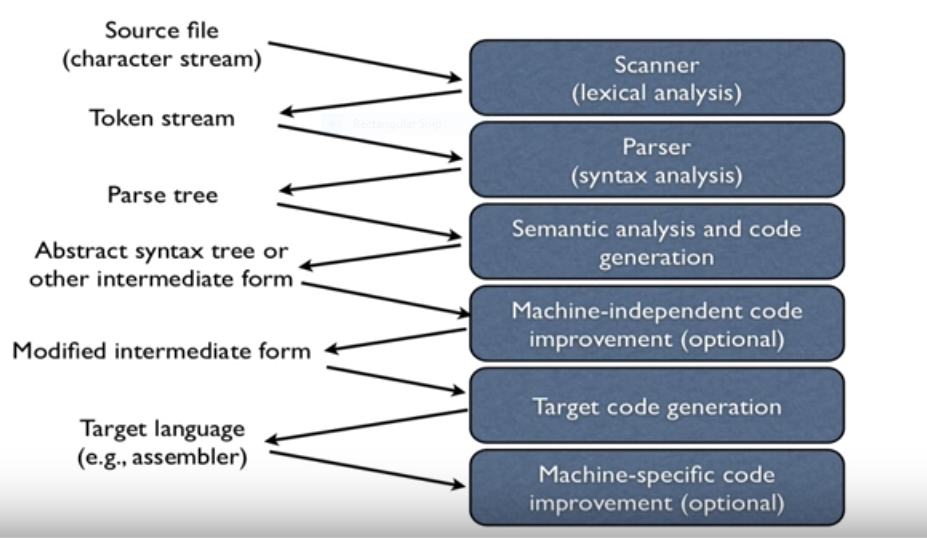 Source file
(character stream)
Scanner
(lexical analysis)
Token stream
Rectangular Snip
Parser
(syntax analysis)
Parse tree
Semantic analysis and code
generation
Abstract syntax tree or
other intermediate form
Machine-independent code
improvement (optional)
Modified intermediate form
Target code generation
Target language
(e.g., assembler)
Machine-specific code
improvement (optional)